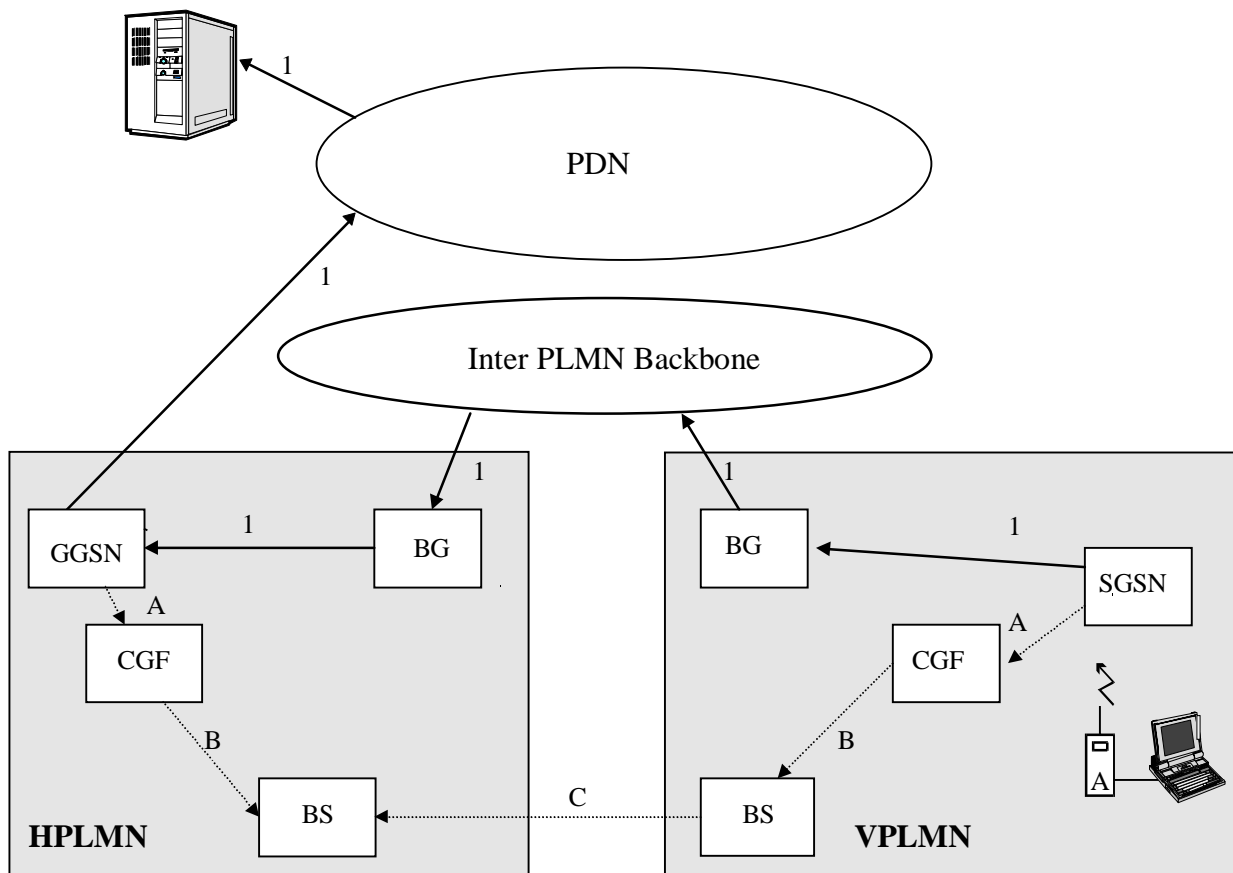 1
PDN
1
Inter PLMN Backbone
1
1
GGSN
1
BG
BG
1
SGSN
A
CGF
A
CGF
B
B
A
BS
C
BS
HPLMN
VPLMN